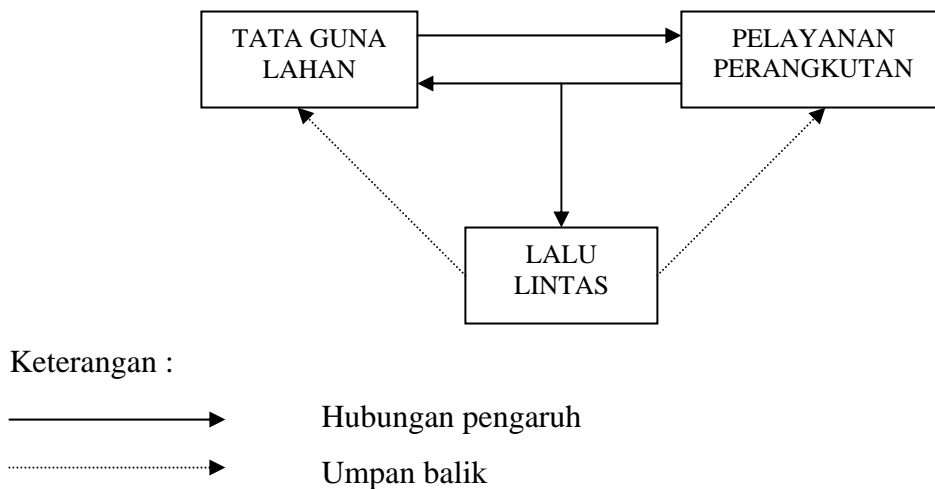 TATA GUNA
LAHAN
PELAYANAN
PERANGKUTAN
LALU
LINTAS
Keterangan :
Hubungan pengaruh
Umpan balik